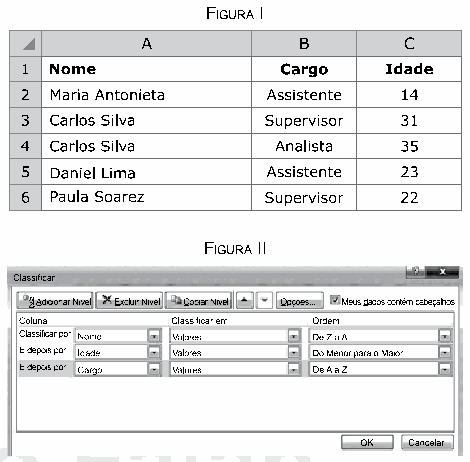 FIGURA I
A B C
1 Nome Cargo Idade
2 Maria Antonieta Assistente 14
3 Carlos Silva Supervisor 31
4 Carlos Silva Analista 35
5 Daniel Lima Assistente 23
6 Paula Soarez Supervisor 22
FIGURA II
Classificar
Adicionar Nível Excluir Nível Copiar Nível Opções... Meus dados contêm cabeçalhos
Coluna Classificar em Ordem
Classificar por Nome Valores De Z a A
E depois por Idade Valores Do Menor para o Maior
E depois por Cargo Valores De A a Z
OK Cancelar